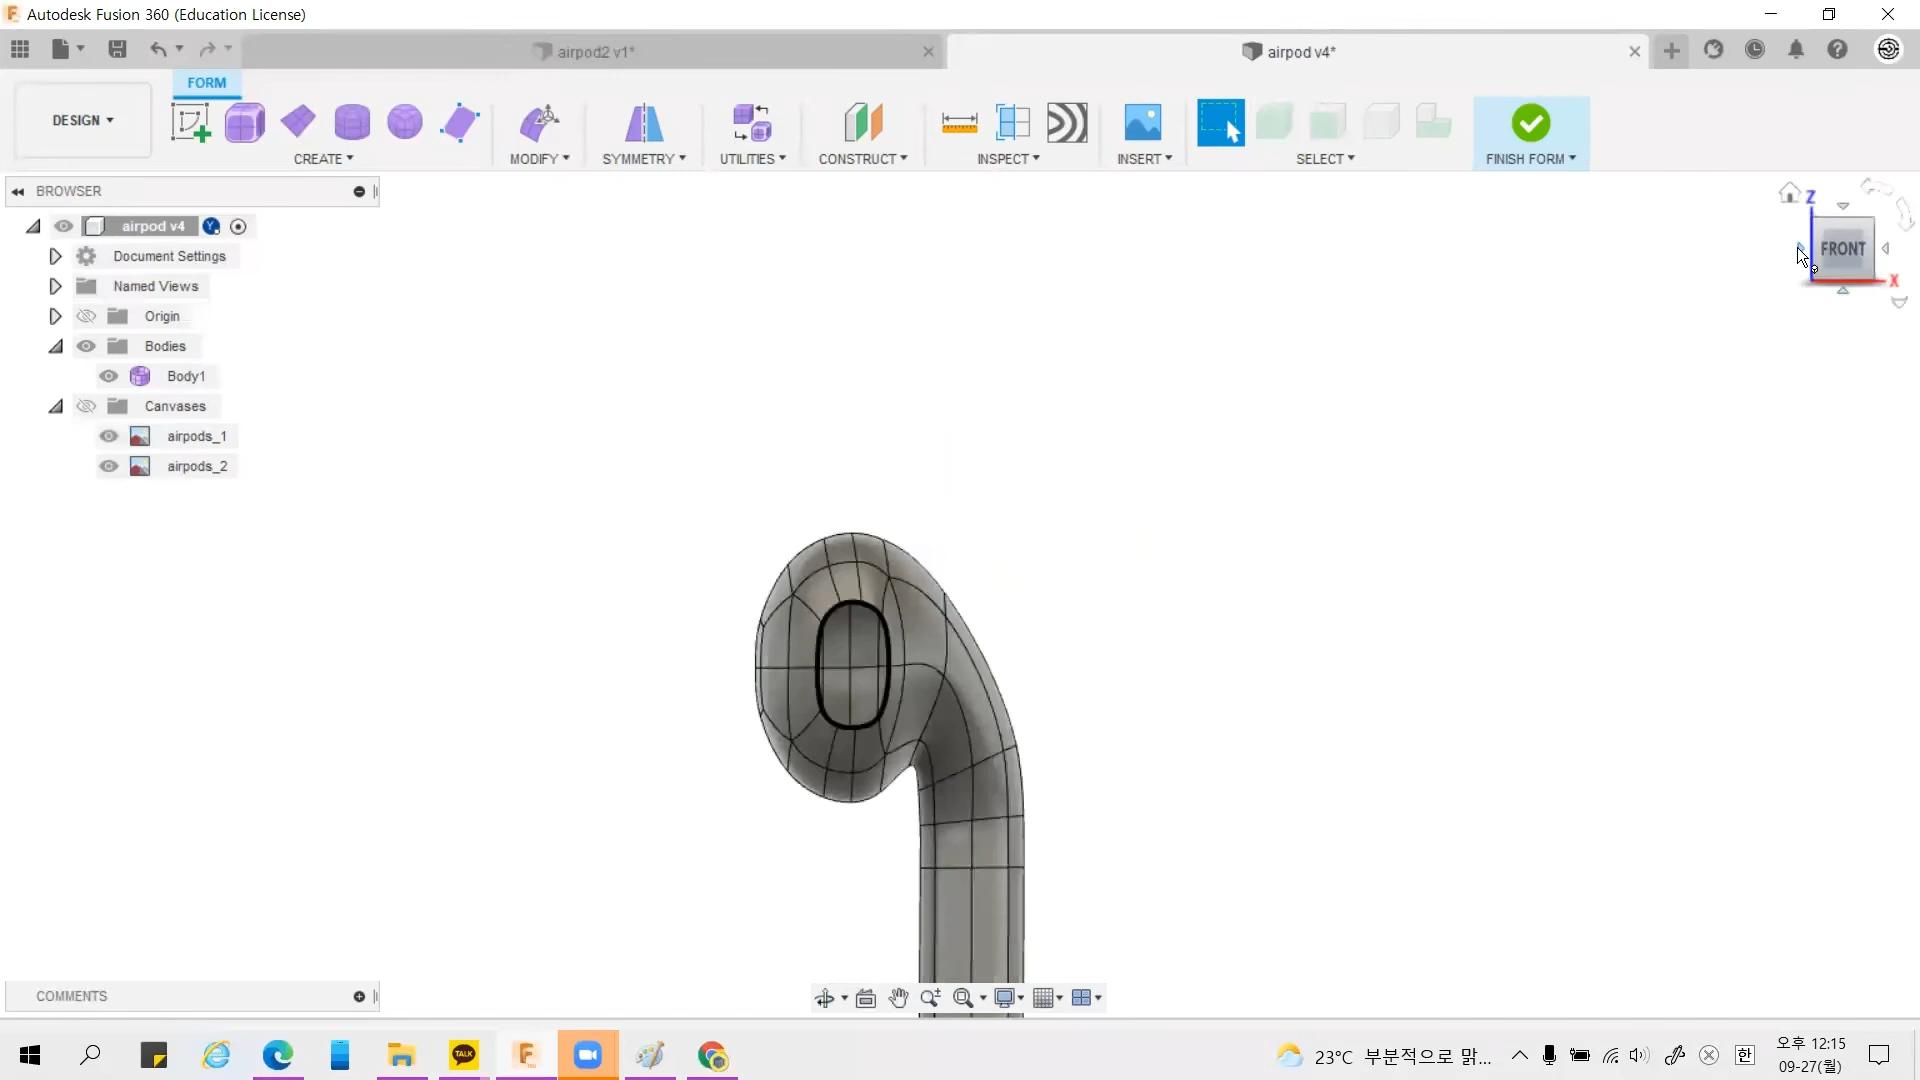 Autodesk Fusion 360 (Education License)
airpod2 v1*
airpod v4*
FORM
DESIGN
CREATE
MODIFY
SYMMETRY
UTILITIES
CONSTRUCT
INSPECT
INSERT
SELECT
FINISH FORM
BROWSER
airpod v4
Document Settings
Named Views
Origin
Bodies
Body1
Canvases
airpods_1
airpods_2
Z
FRONT
X
COMMENTS
TALK
23°C 부분적으로 맑...
한
오후 12:15
09-27(월)